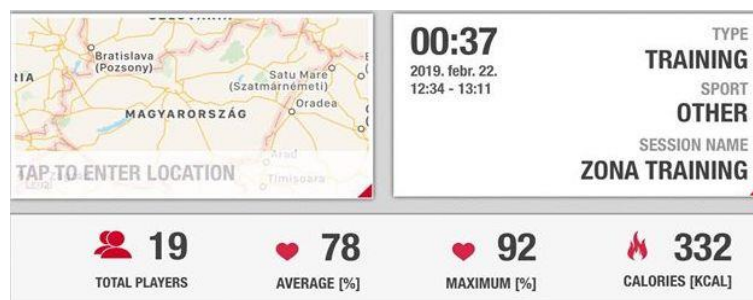 Bratislava
(Pozsony)
Satu Mare
(Szatmárnémeti)
Oradea
MAGYARORSZÁG
Arad
TAP TO ENTER LOCATION
Timișoara
00:37
2019. febr. 22.
12:34 - 13:11
TYPE
TRAINING
SPORT
OTHER
SESSION NAME
ZONA TRAINING
19
TOTAL PLAYERS
78
AVERAGE [%]
92
MAXIMUM [%]
332
CALORIES [KCAL]